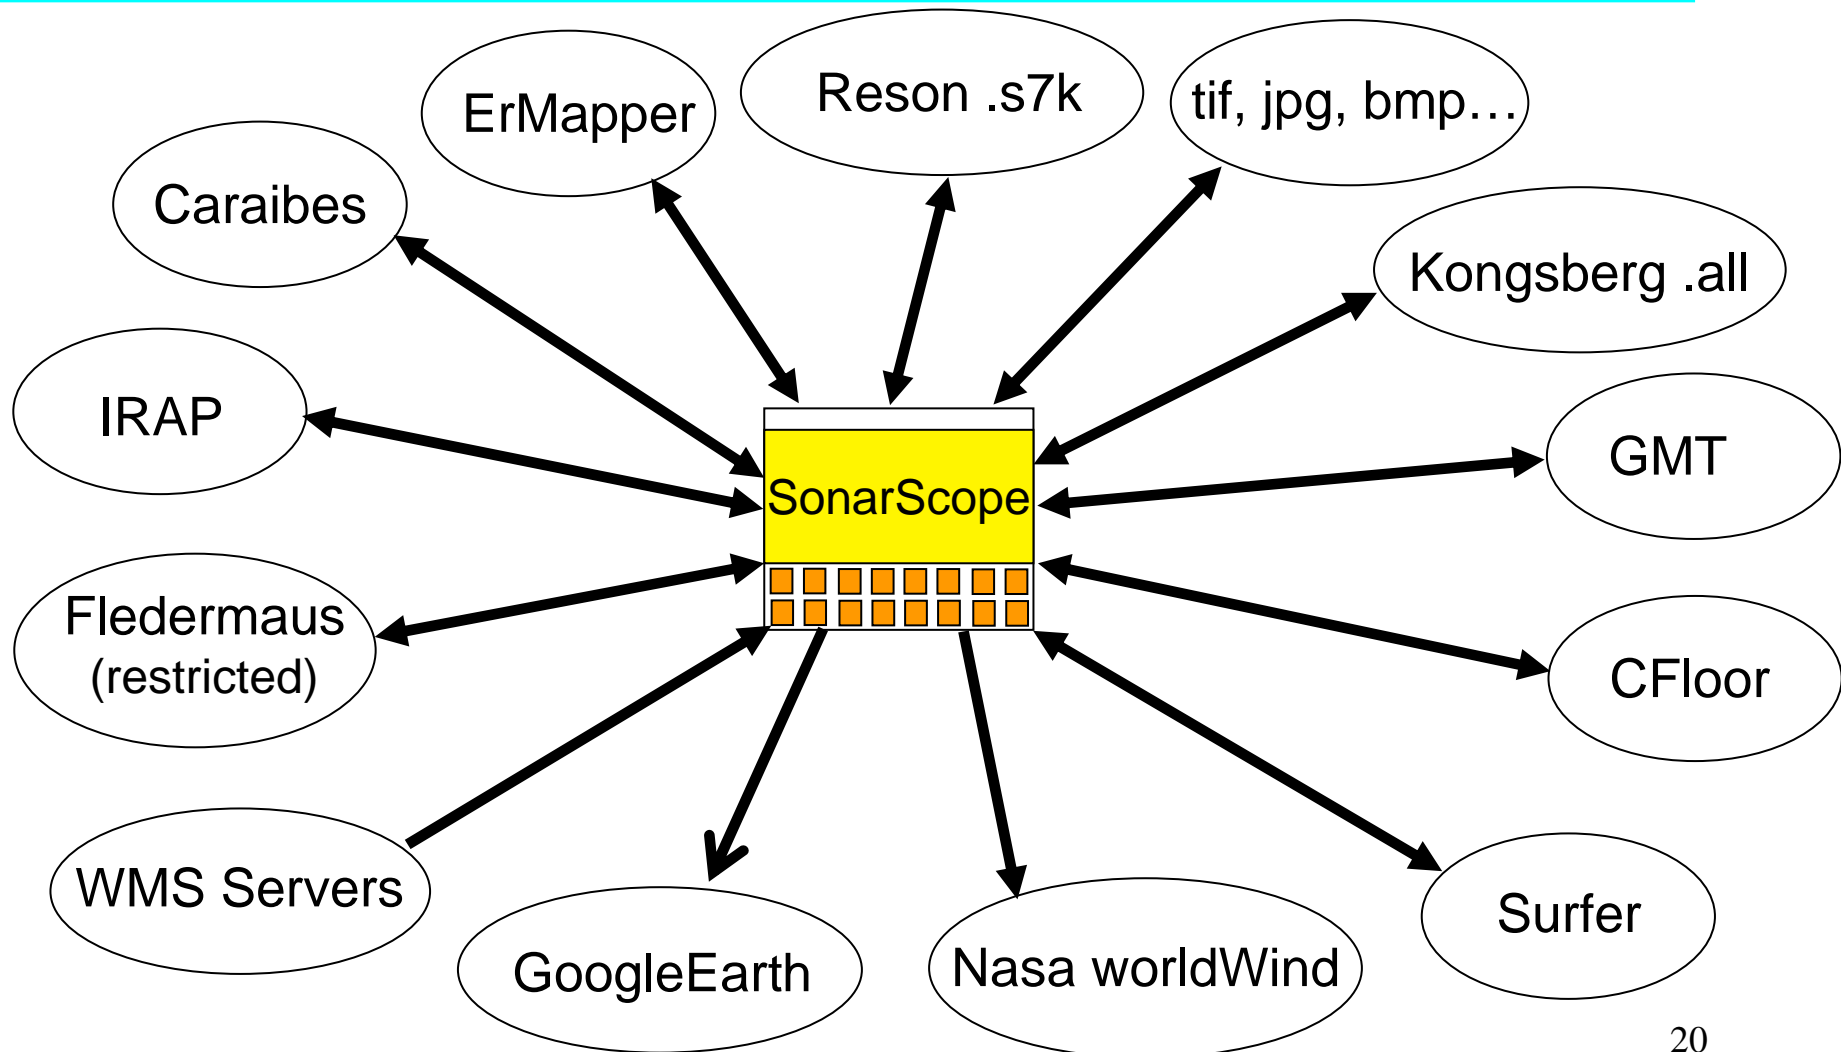 Reson .s7k
tif, jpg, bmp…
ErMapper
Caraibes
Kongsberg .all
IRAP
GMT
SonarScope
Fledermaus
(restricted)
CFloor
WMS Servers
Surfer
GoogleEarth
Nasa worldWind
20